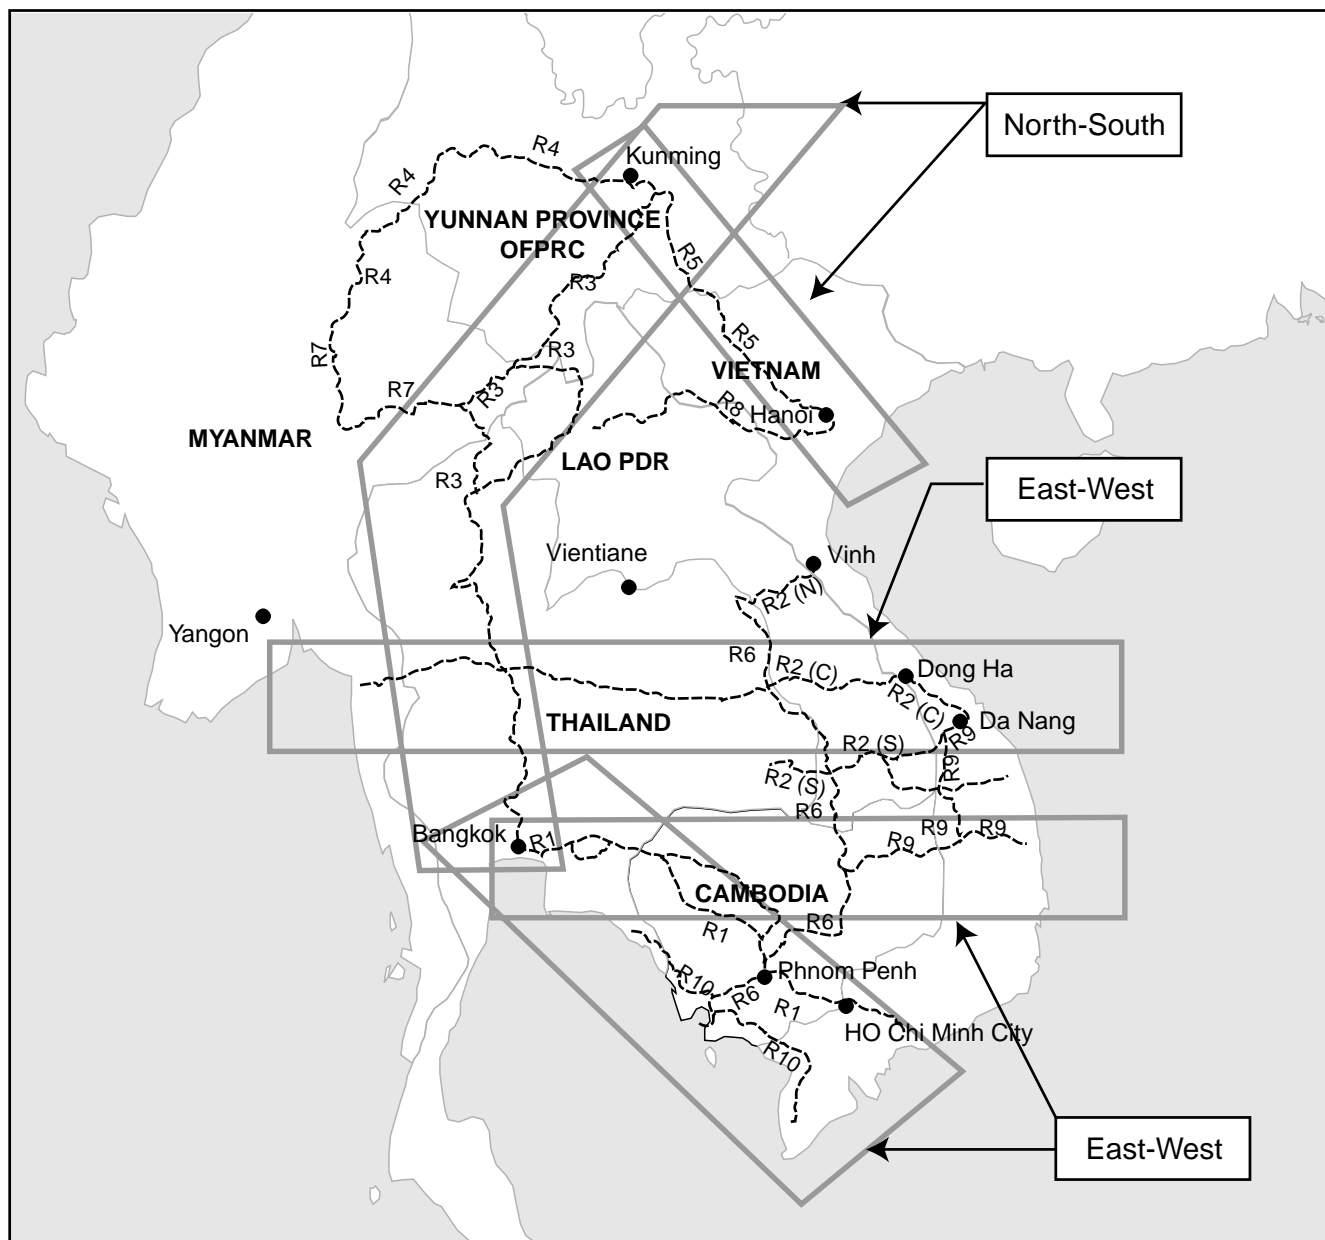 North-South
R4
Kunming
R4
YUNNAN PROVINCE
OFPRC
R5
R4
R3
R5
R7
R3
VIETNAM
R7
R3
R8
Hanoi
MYANMAR
LAO PDR
R3
East-West
Vientiane
Vinh
R2 (N)
Yangon
R6
R2 (C)
Dong Ha
R2 (C)
THAILAND
Da Nang
R2 (S)
R9
R9
R2 (S)
R6
Bangkok
R1
R9
R9
R9
CAMBODIA
R1
R6
R10
Phnom Penh
R6
R1
HO Chi Minh City
R10
East-West